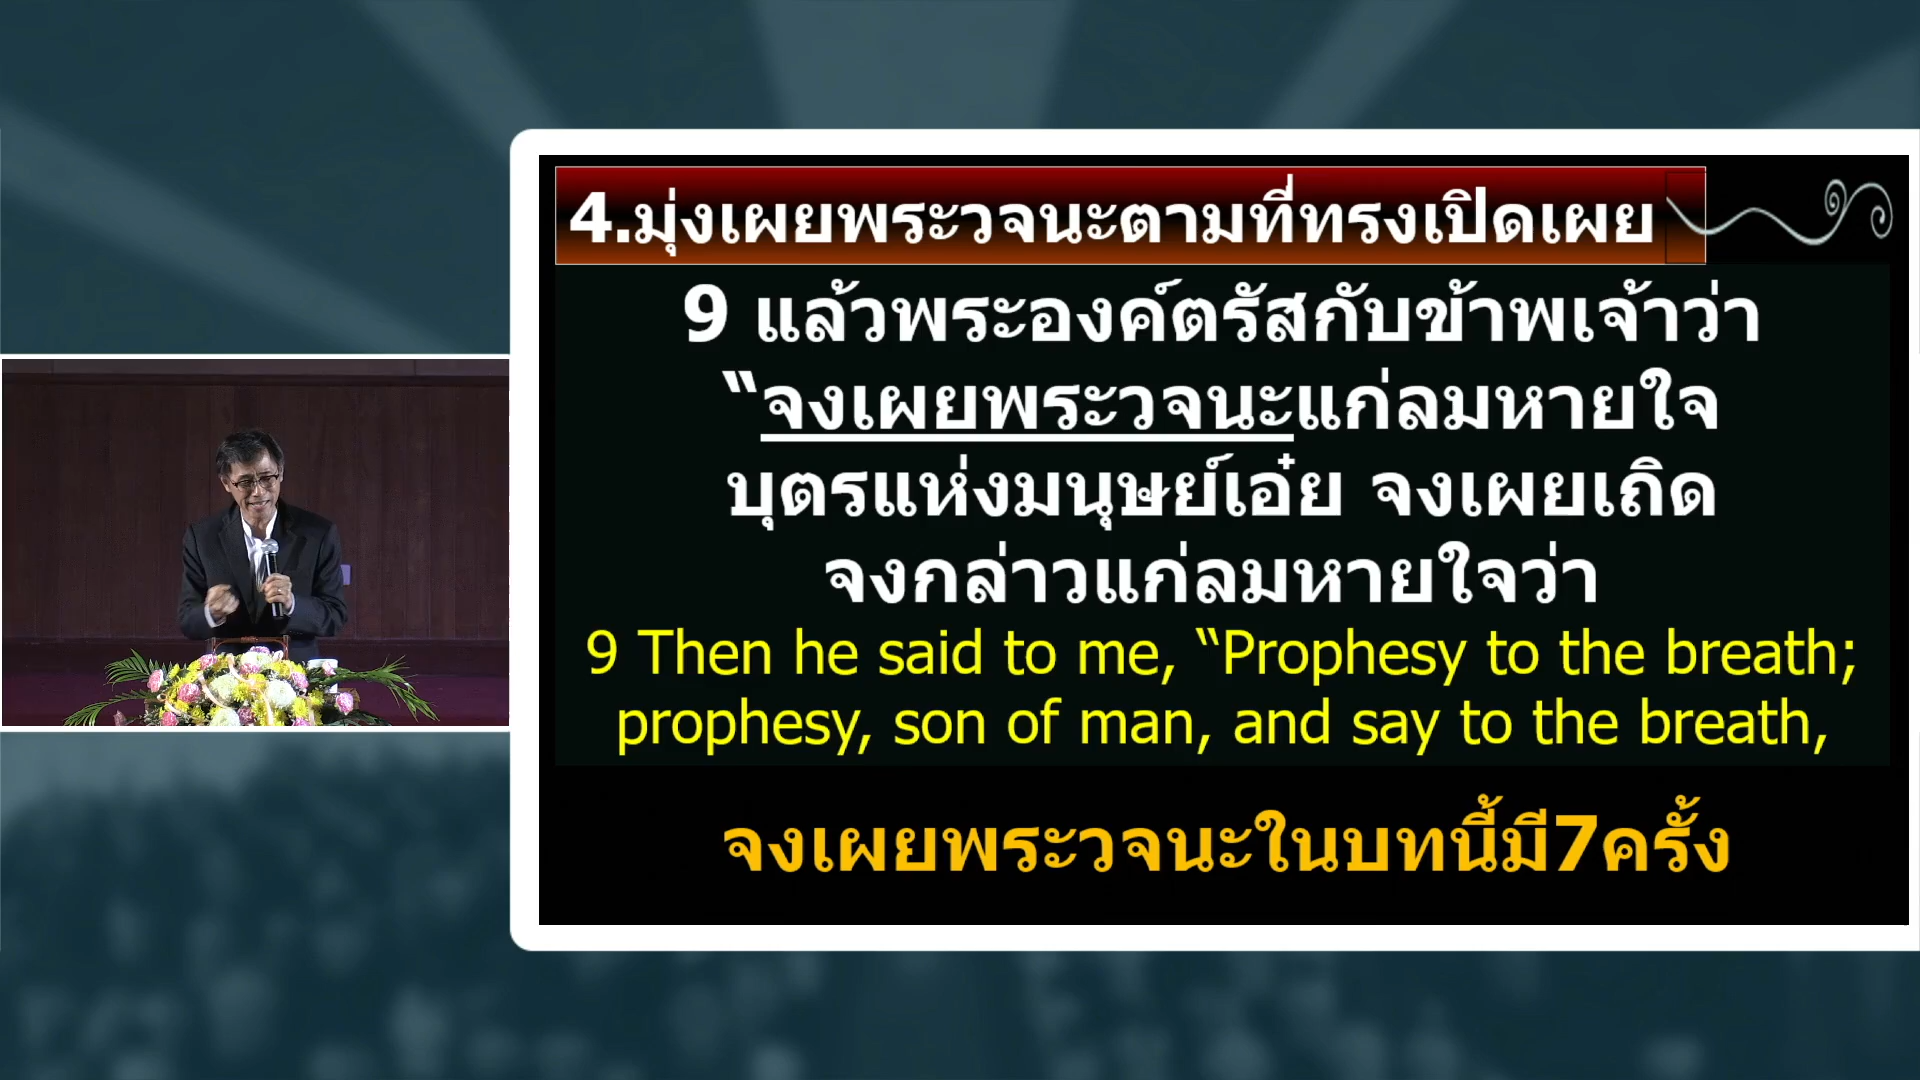 4.มุ่งเผยพระวจนะตามที่ทรงเปิดเผย
9 แล้วพระองค์ตรัสกับข้าพเจ้าว่า
“จงเผยพระวจนะแก่ลมหายใจ
บุตรแห่งมนุษย์เอ๋ย จงเผยเถิด
จงกล่าวแก่ลมหายใจว่า
9 Then he said to me, “Prophesy to the breath;
prophesy, son of man, and say to the breath,
จงเผยพระวจนะในบทนี้มี7ครั้ง